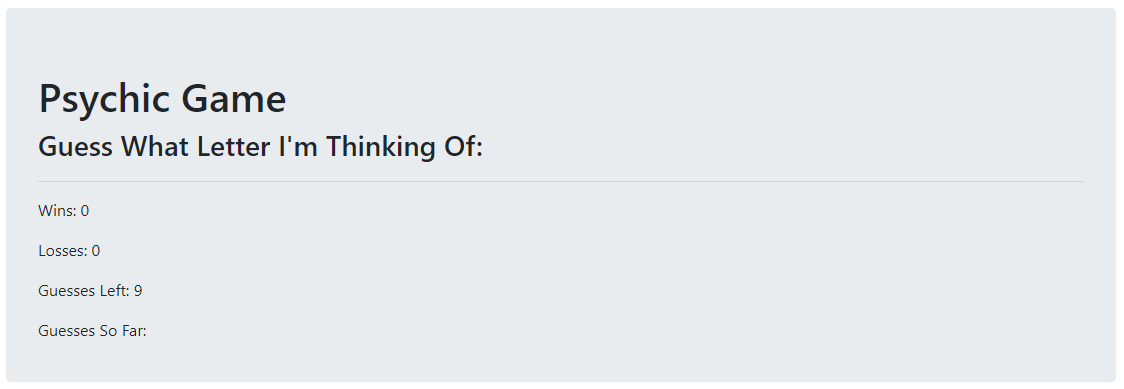 Psychic Game
Guess What Letter I'm Thinking Of:
Wins: 0
Losses: 0
Guesses Left: 9
Guesses So Far: